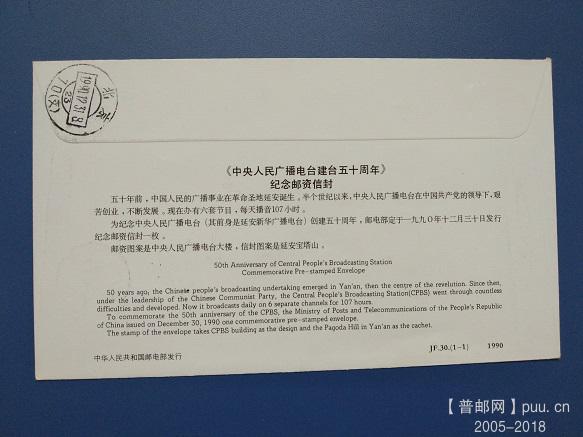 北京
1990.12.31.8
23
70(支)
《中央人民广播电台建台五十周年》
纪念邮资信封
五十年前，中国人民的广播事业在革命圣地延安诞生。半个世纪以来，中央人民广播电台在中国共产党的领导下，艰
苦创业，不断发展。现在办有六套节目，每天播音107小时。
为纪念中央人民广播电台（其前身是延安新华广播电台）创建五十周年，邮电部定于一九九〇年十二月三十日发行
纪念邮资信封一枚。
邮资图案是中央人民广播电台大楼，信封图案是延安宝塔山。
50th Anniversary of Central People's Broadcasting Station
Commemorative Pre-stamped Envelope
50 years ago, the Chinese people's broadcasting undertaking emerged in Yan'an, then the centre of the revelution. Since then,
under the leadership of the Chinese Communist Party, the Central People's Broadcasting Station(CPBS) went through countless
difficulties and developed. Now it broadcasts daily on 6 separate channels for 107 hours.
To commemorate the 50th anniversary of the CPBS, the Ministry of Posts and Telecommunications of the People's Republic
of China issued on December 30, 1990 one commemorative pre-stamped envelope.
The stamp of the envelope takes CPBS building as the design and the Pagoda Hill in Yan'an as the cachet.
中华人民共和国邮电部发行
JF.30.(1-1) 1990
【普邮网】puu.cn
2005-2018